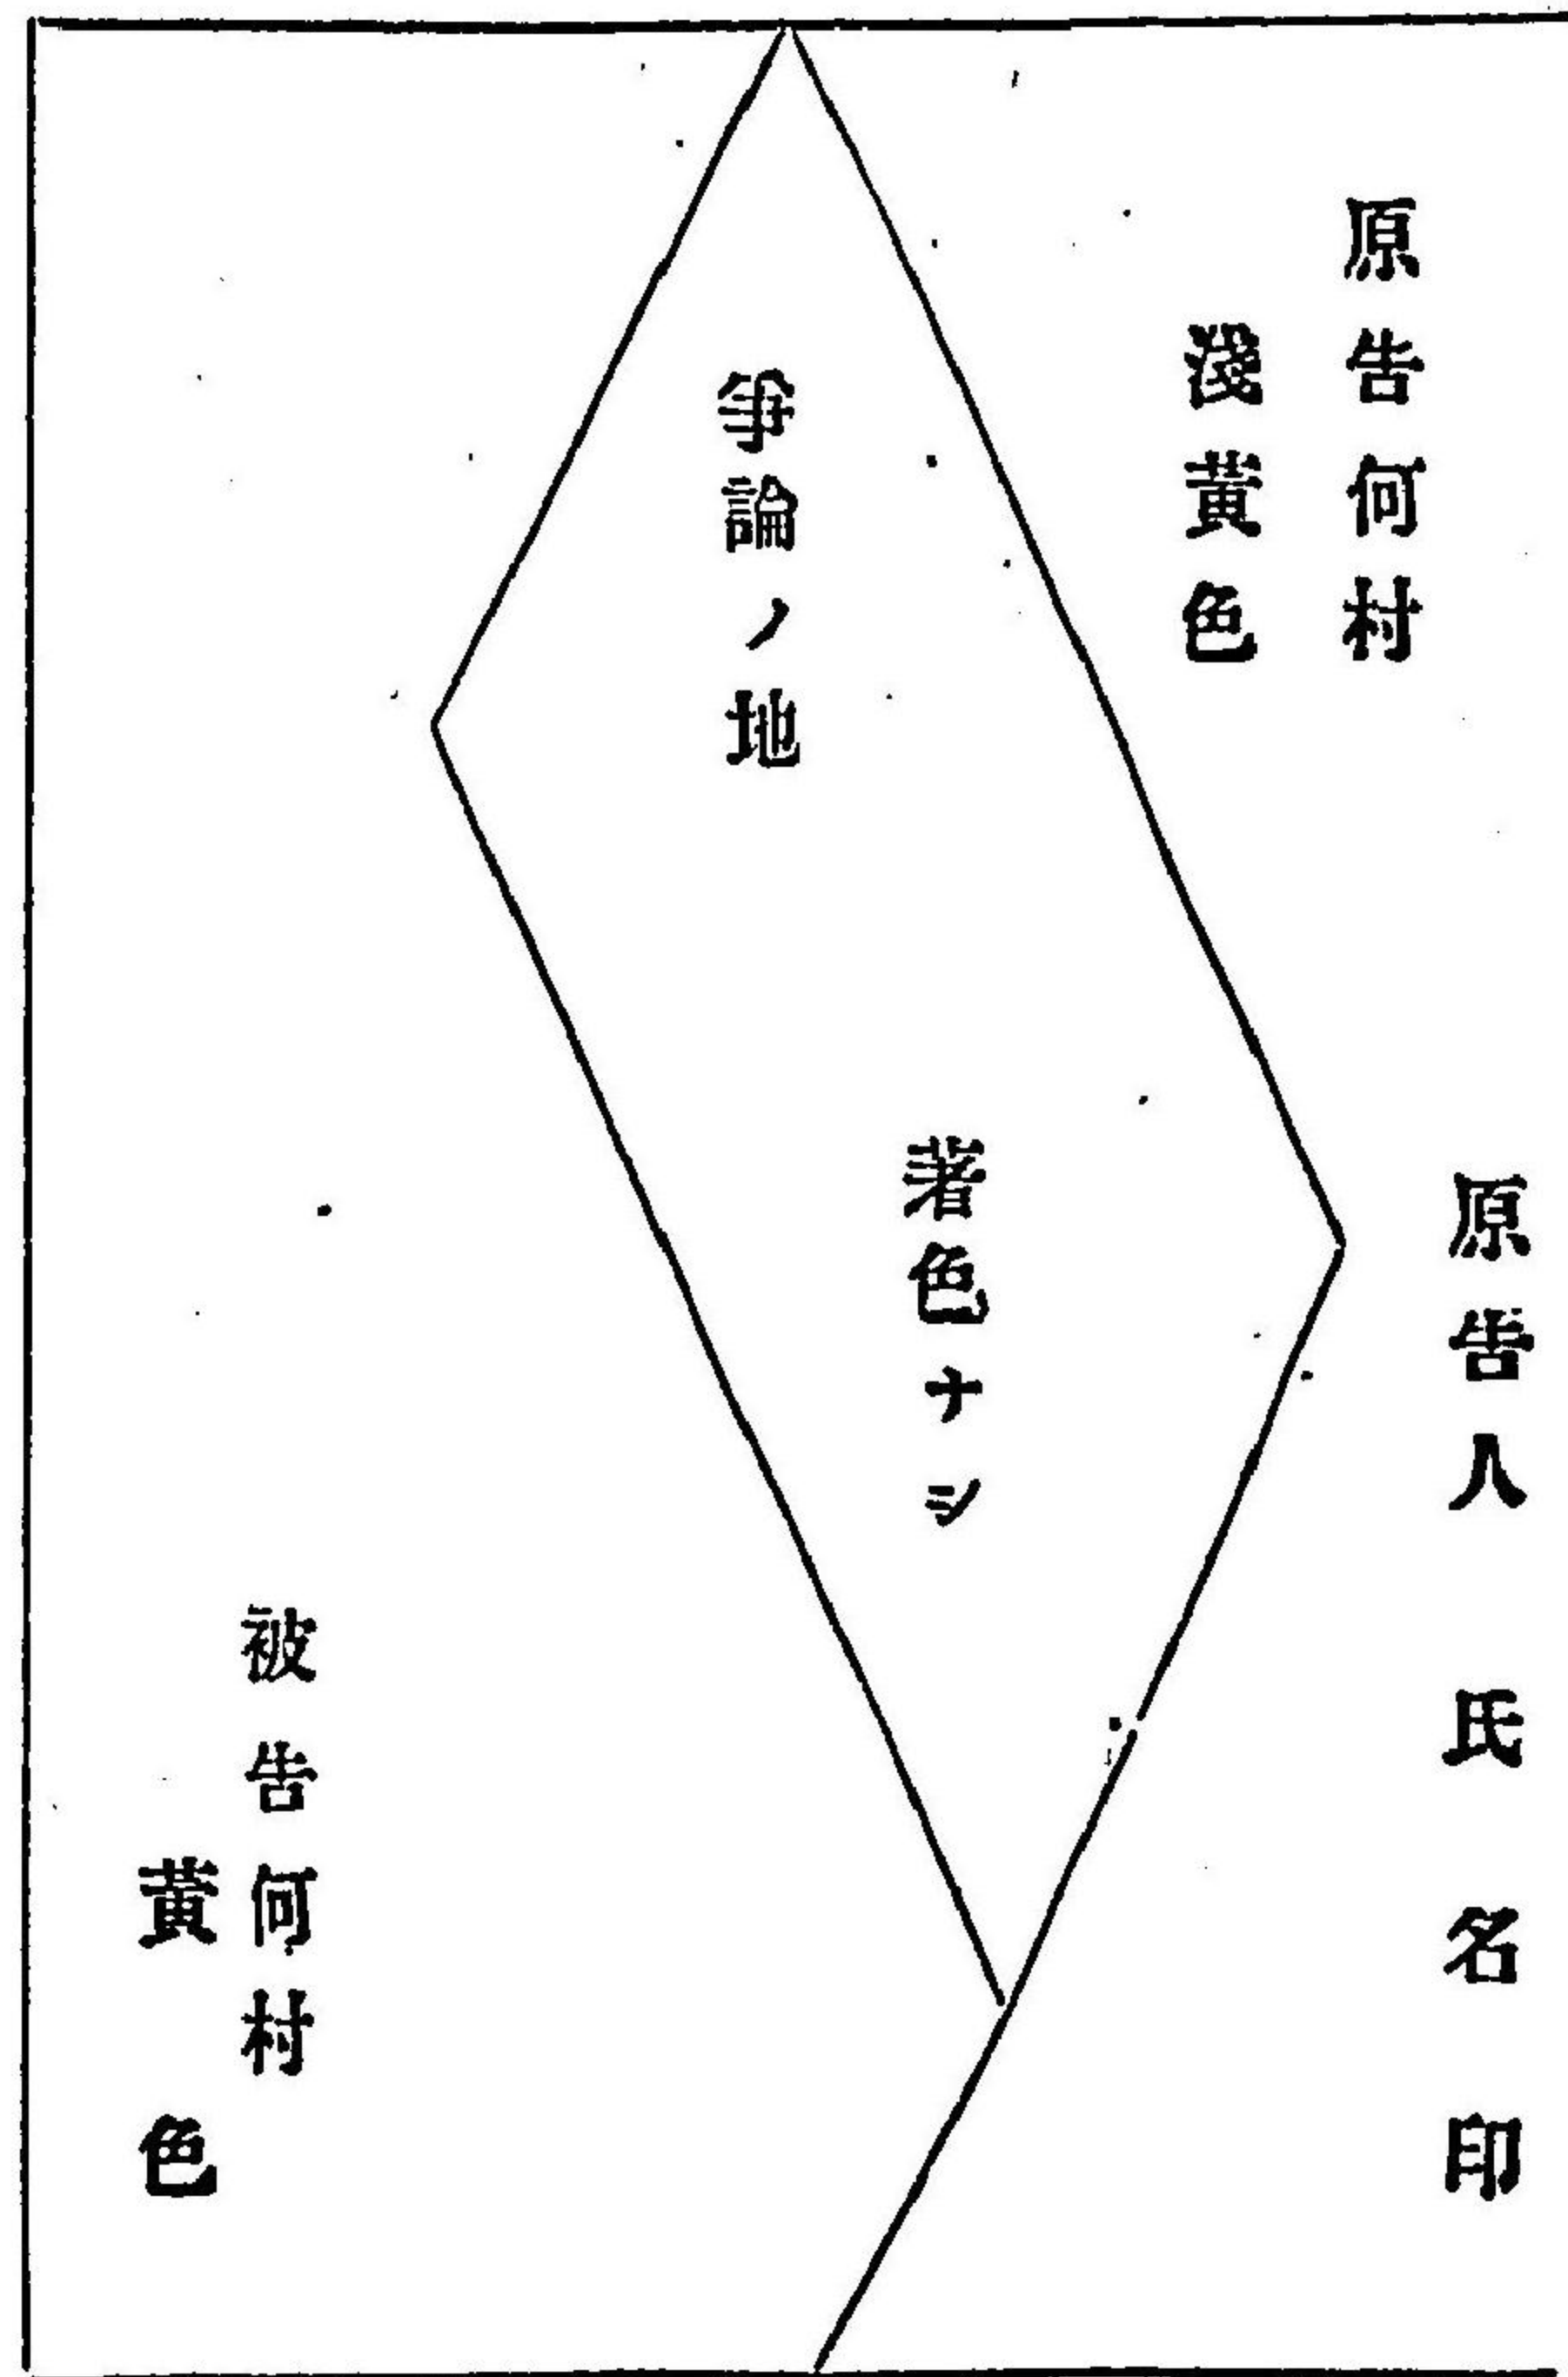 原告何村
淺黃色
原告人 氏名印
爭論ノ地
著色ナシ
被告何村
黃色